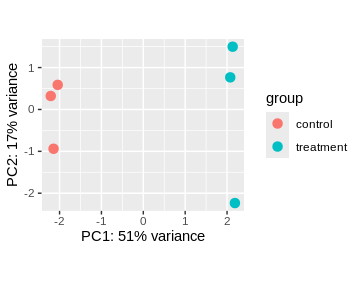 PC2: 17% variance
1
0
-1
-2
-2
-1
0
1
2
PC1: 51% variance
group
control
treatment